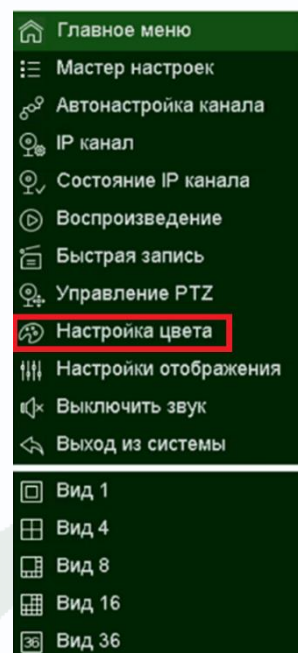 Главное меню
Мастер настроек
Автонастройка канала
IP канал
Состояние IP канала
Воспроизведение
Быстрая запись
Управление PTZ
Настройка цвета
Настройки отображения
Выключить звук
Выход из системы
Вид 1
Вид 4
Вид 8
Вид 16
36 Вид 36